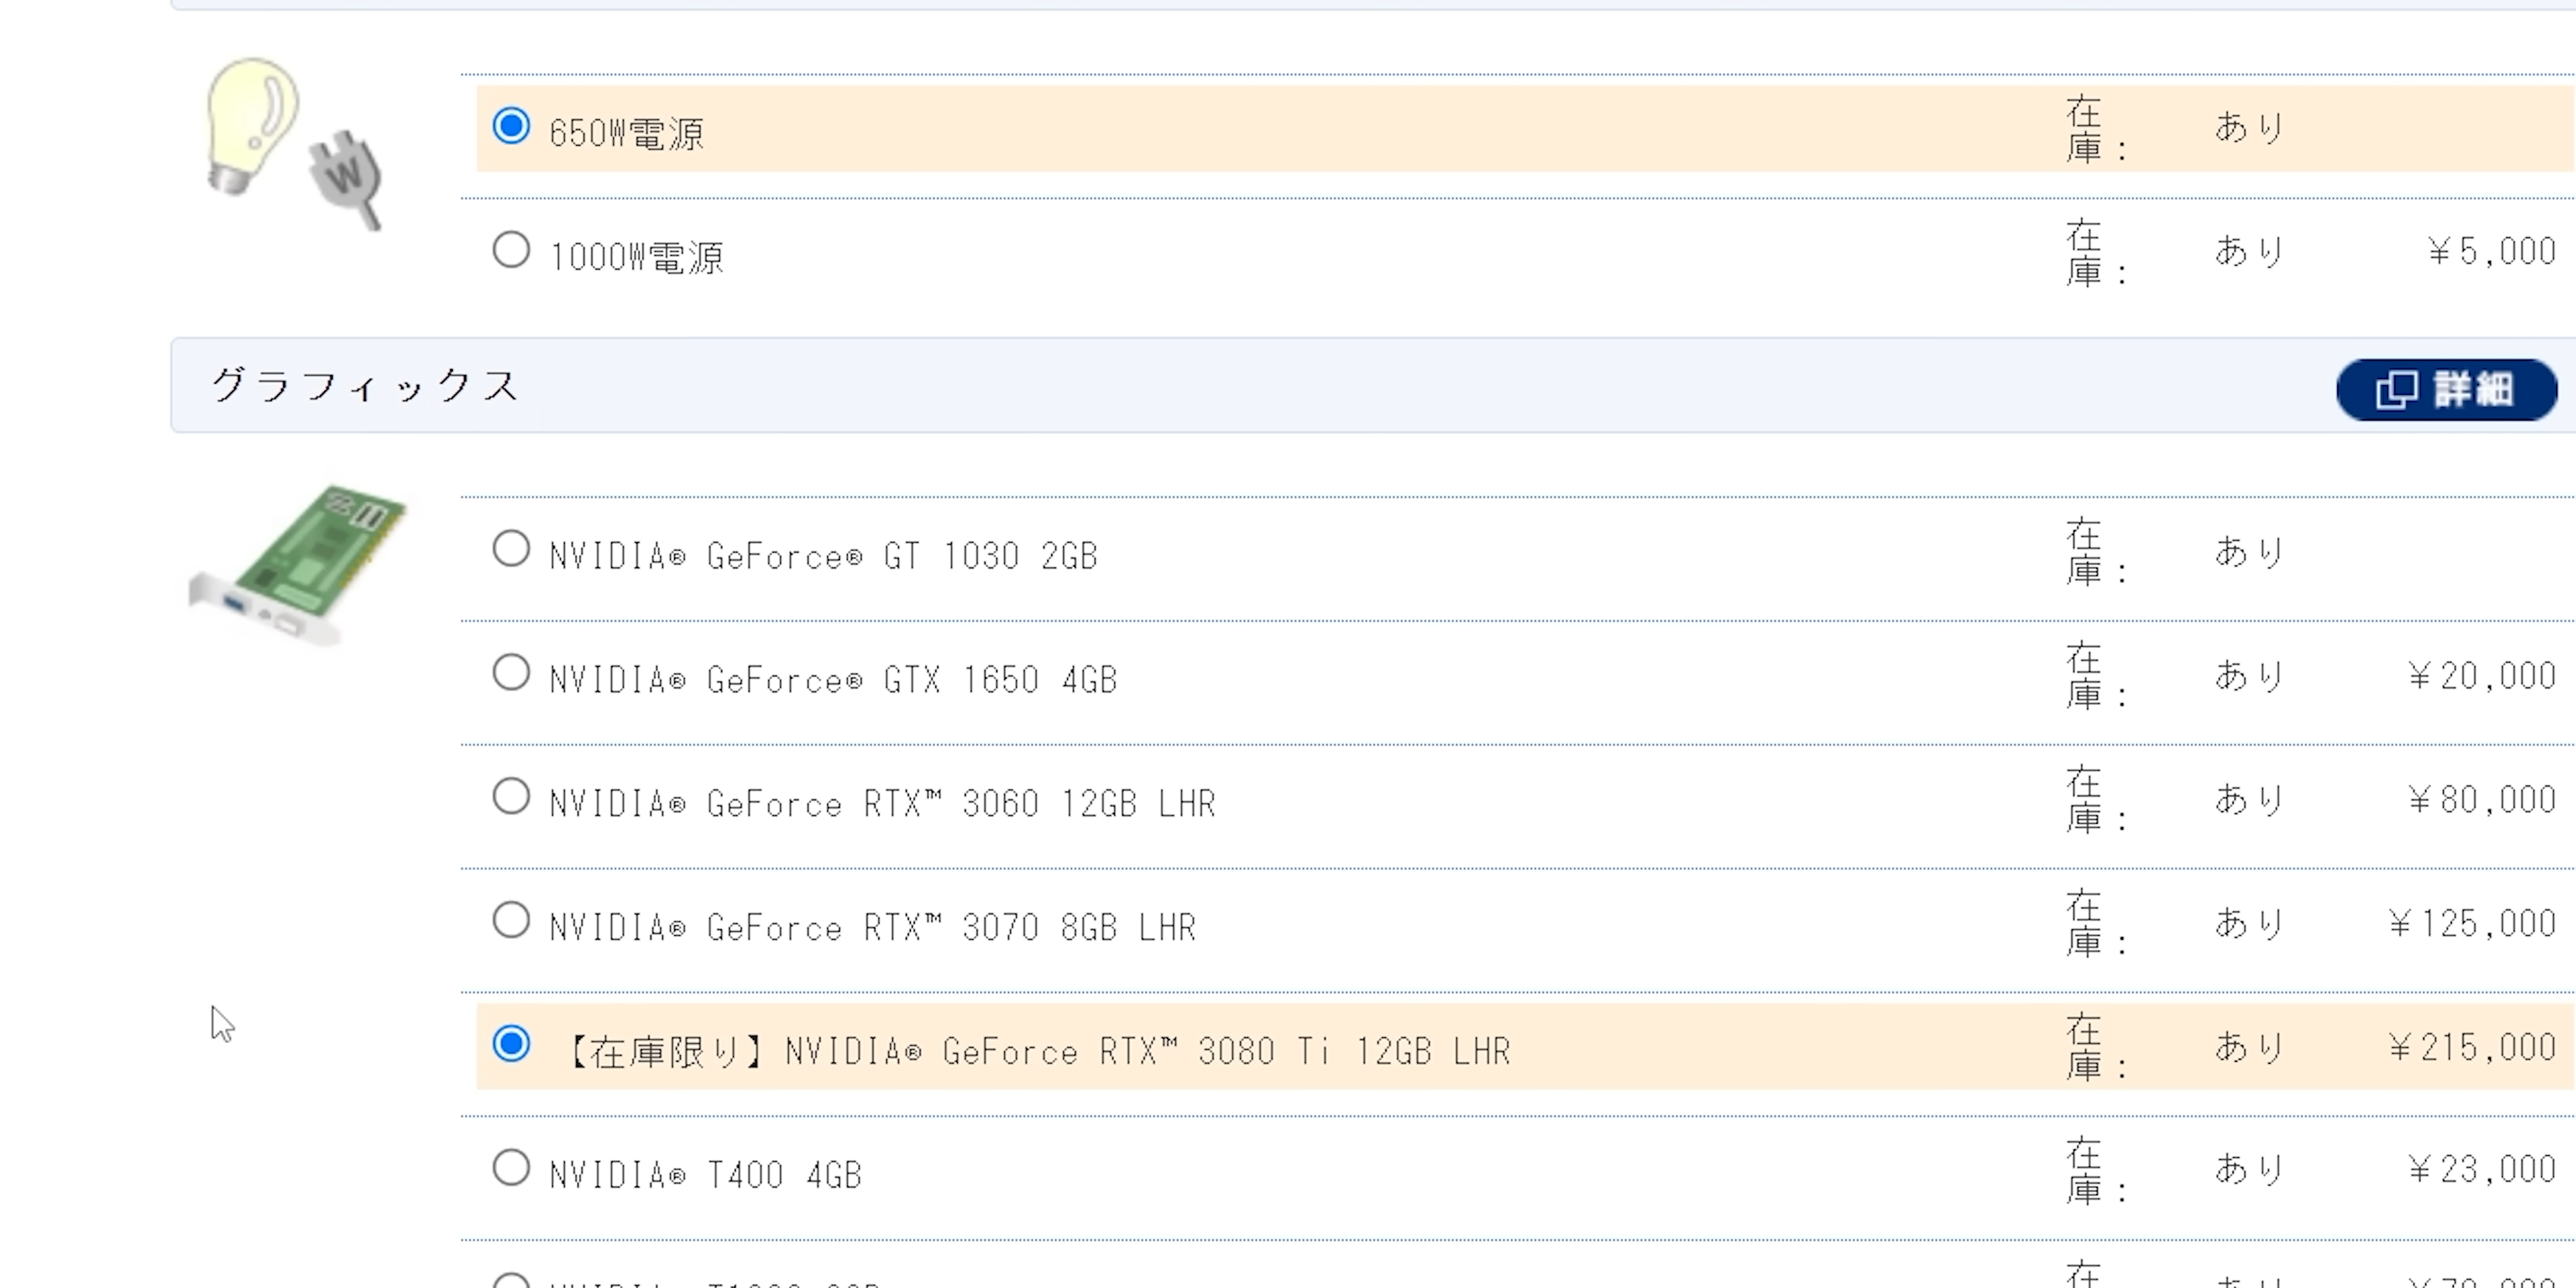 W
650W電源 在庫： あり
1000W電源 在庫： あり ¥5,000
グラフィックス 詳細
NVIDIA® GeForce® GT 1030 2GB 在庫： あり
NVIDIA® GeForce® GTX 1650 4GB 在庫： あり ¥20,000
NVIDIA® GeForce RTX™ 3060 12GB LHR 在庫： あり ¥80,000
NVIDIA® GeForce RTX™ 3070 8GB LHR 在庫： あり ¥125,000
【在庫限り】NVIDIA® GeForce RTX™ 3080 Ti 12GB LHR 在庫： あり ¥215,000
NVIDIA® T400 4GB 在庫： あり ¥23,000